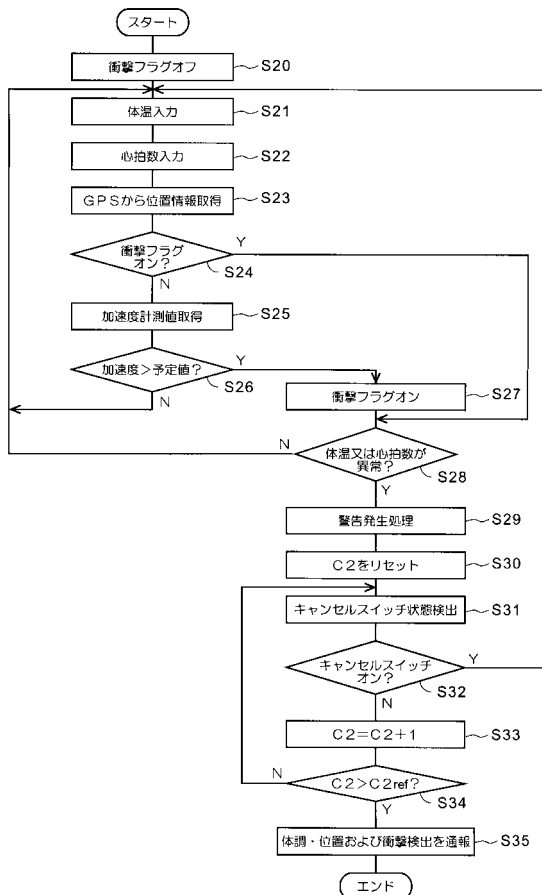 スタート
衝撃フラグオフ
S20
体温入力
S21
心拍数入力
S22
GPSから位置情報取得
S23
衝撃フラグ
オン?
Y
S24
N
加速度計測値取得
S25
加速度>予定値?
Y
S26
N
衝撃フラグオン
S27
N
体温又は心拍数が
異常?
S28
Y
警告発生処理
S29
C2をリセット
S30
キャンセルスイッチ状態検出
S31
キャンセルスイッチ
オン?
Y
S32
N
C2=C2+1
S33
N
C2>C2ref?
S34
Y
体調・位置および衝撃検出を通報
S35
エンド